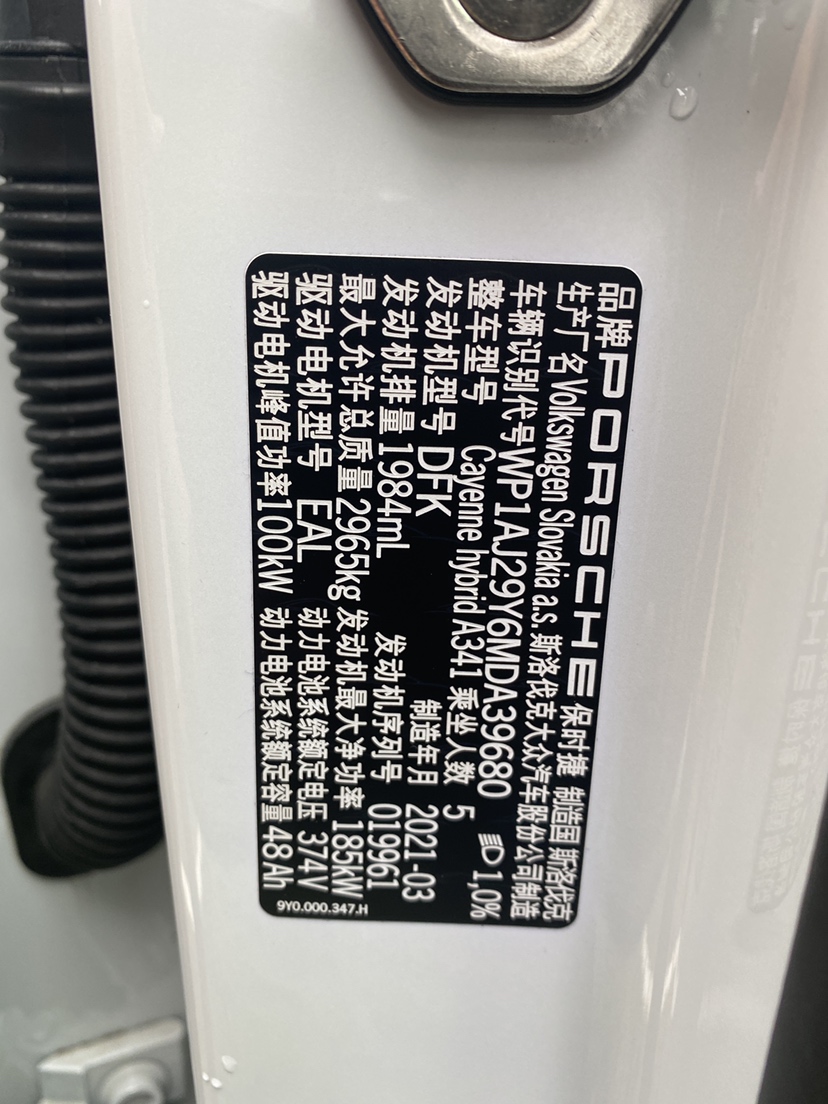 品牌 PORSCHE 保时捷 制造国 斯洛伐克
生产厂名 Volkswagen Slovakia a.s. 斯洛伐克大众汽车股份公司制造
车辆识别代号 WP1AJ29Y6MDA39680
整车型号 Cayenne hybrid A341 乘坐人数 5 1,0%
发动机型号 DFK 制造年月 2021-03
发动机排量 1984mL 发动机序列号 019961
最大允许总质量 2965kg 发动机最大净功率 185kW
驱动电机型号 EAL 动力电池系统额定电压 374V
驱动电机峰值功率 100kW 动力电池系统额定容量 48Ah
9Y0.000.347.H